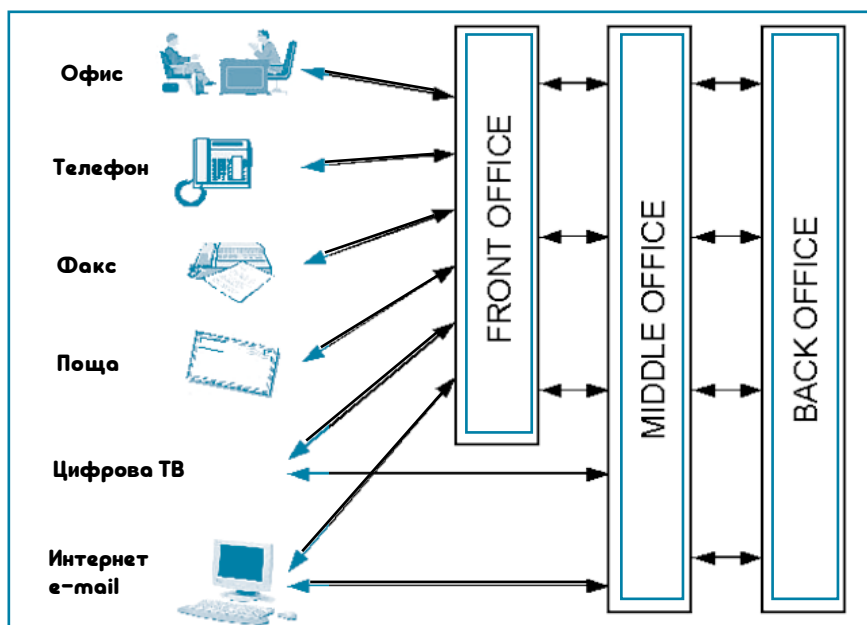 Офис
Телефон
Факс
Поща
Цифрова ТВ
Интернет
e-mail
FRONT OFFICE
MIDDLE OFFICE
BACK OFFICE